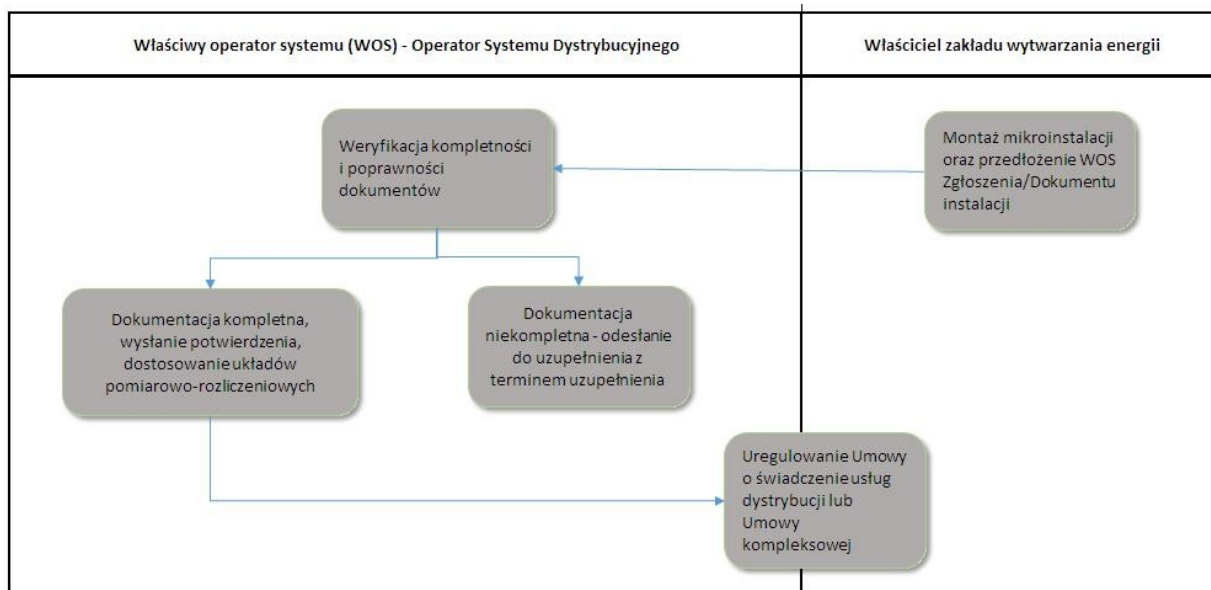 Właściwy operator systemu (WOS) - Operator Systemu Dystrybucyjnego
Właściciel zakładu wytwarzania energii
Weryfikacja kompletności
i poprawności
dokumentów
Montaż mikroinstalacji
oraz przedłożenie WOS
Zgłoszenia/Dokumentu
instalacji
Dokumentacja kompletna,
wysłanie potwierdzenia,
dostosowanie układów
pomiarowo-rozliczeniowych
Dokumentacja
niekompletna - odesłanie
do uzupełnienia z
terminem uzupełnienia
Uregulowanie Umowy
o świadczenie usług
dystrybucji lub
Umowy
kompleksowej